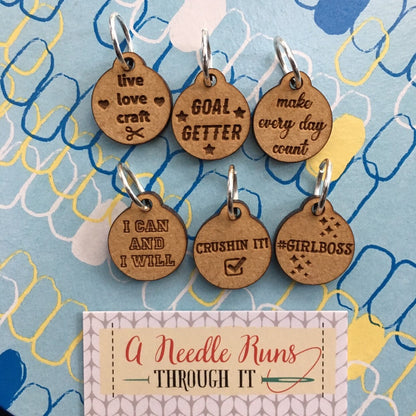 live
love
craft
GOAL
GETTER
make
every day
count
I CAN
AND
I WILL
CRUSHIN IT!
#GIRLBOSS
A NEEDLE RUNS
THROUGH IT